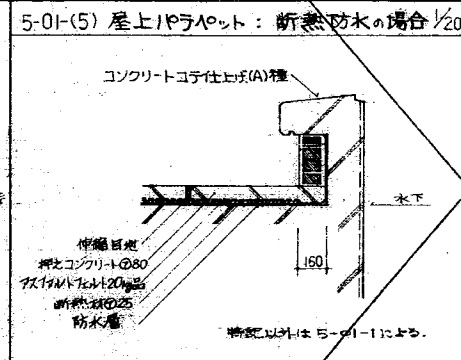 5-01-(5) 屋上パラペット : 断熱防水の場合 1/20
コンクリートコテ仕上げ(A)種
水下
伸縮目地
押えコンクリート⑦80
アスファルトフェルト20kg品
断熱材⑦25
防水層
160
特記以外は 5-01-1による.